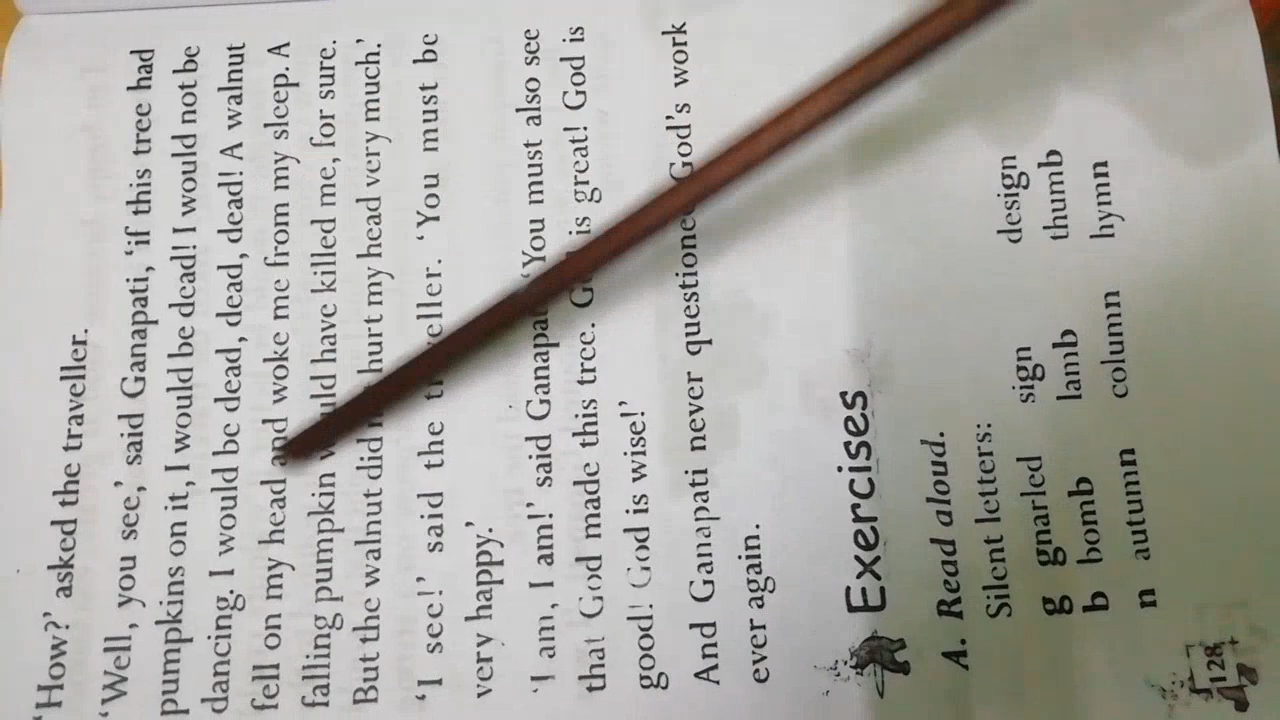 'How?' asked the traveller.
'Well, you see,' said Ganapati, 'if this tree had
pumpkins on it, I would be dead! I would not be
dancing. I would be dead, dead, dead! A walnut
fell on my head and woke me from my sleep. A
falling pumpkin would have killed me, for sure.
But the walnut did hurt my head very much.'
'I see!' said the traveller. 'You must be
very happy.'
'I am, I am!' said Ganapati 'You must also see
that God made this tree. God is great! God is
good! God is wise!'
And Ganapati never questioned God's work
ever again.
Exercises
A. Read aloud.
Silent letters:
g gnarled sign design
b bomb lamb thumb
n autumn column hymn
128